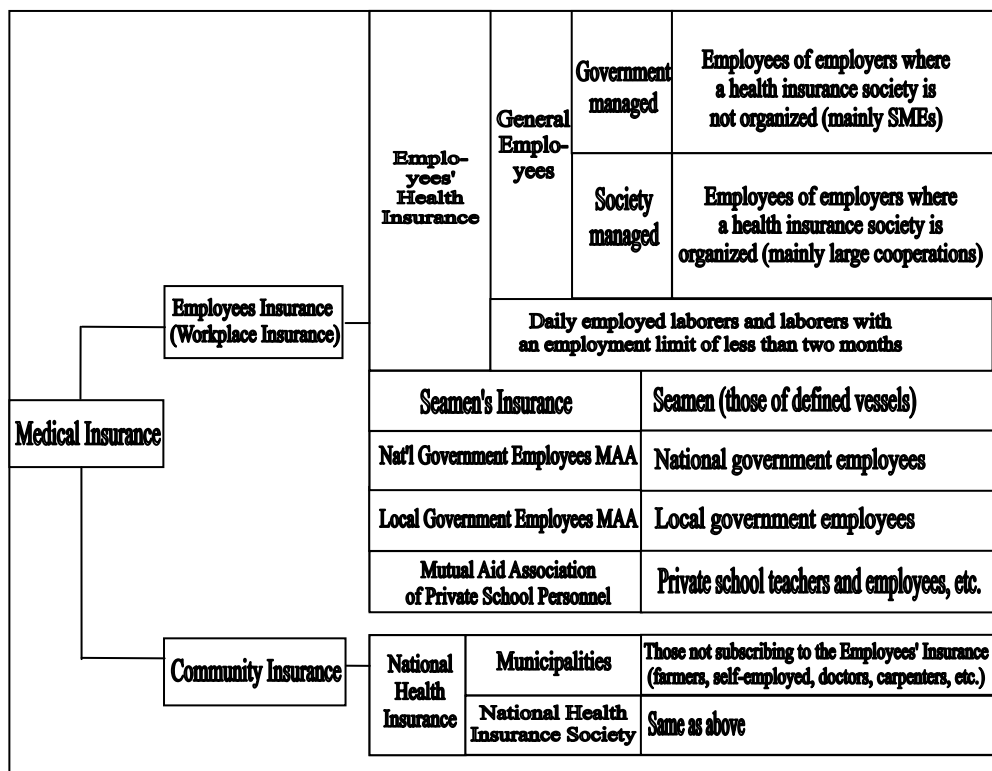 Medical Insurance
Employees Insurance
(Workplace Insurance)
Emplo-
yees'
Health
Insurance
General
Emplo-
yees
Government
managed
Employees of employers where
a health insurance society is
not organized (mainly SMEs)
Society
managed
Employees of employers where
a health insurance society is
organized (mainly large cooperations)
Daily employed laborers and laborers with
an employment limit of less than two months
Seamen's Insurance
Seamen (those of defined vessels)
Nat'l Government Employees MAA
National government employees
Local Government Employees MAA
Local government employees
Mutual Aid Association
of Private School Personnel
Private school teachers and employees, etc.
Community Insurance
National
Health
Insurance
Municipalities
Those not subscribing to the Employees' Insurance
(farmers, self-employed, doctors, carpenters, etc.)
National Health
Insurance Society
Same as above